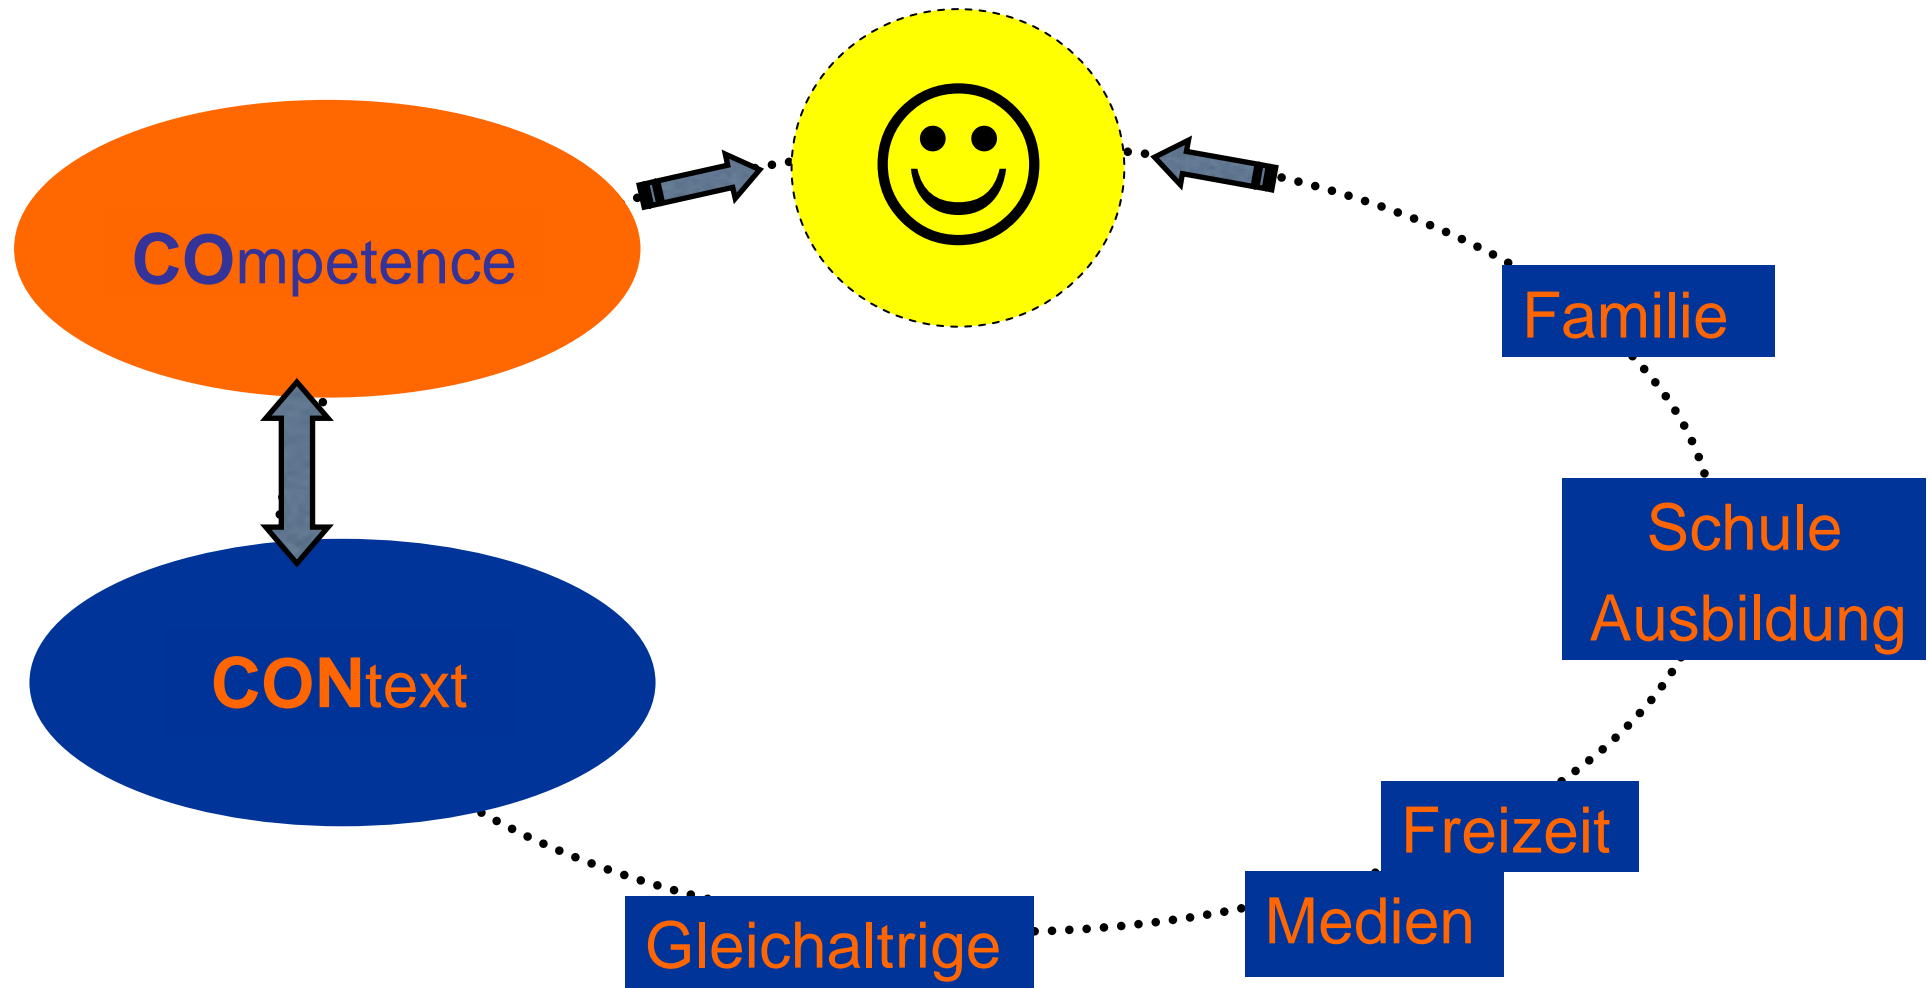 COmpetence
Familie
Schule
Ausbildung
CONtext
Freizeit
Medien
Gleichaltrige